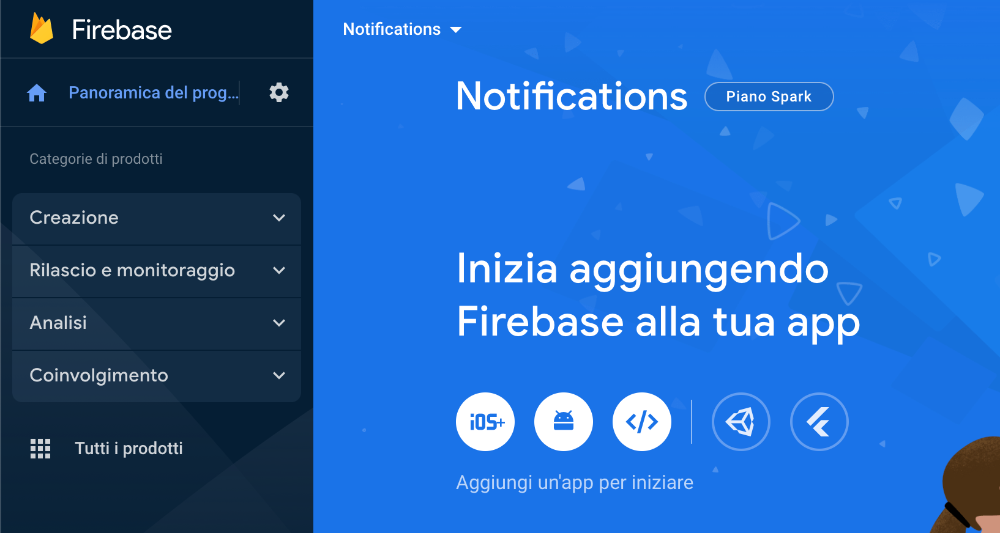 Firebase
Panoramica del prog...
Categorie di prodotti
Creazione
Rilascio e monitoraggio
Analisi
Coinvolgimento
Tutti i prodotti
Notifications
Notifications
Piano Spark
Inizia aggiungendo
Firebase alla tua app
iOS+
</>
Aggiungi un'app per iniziare